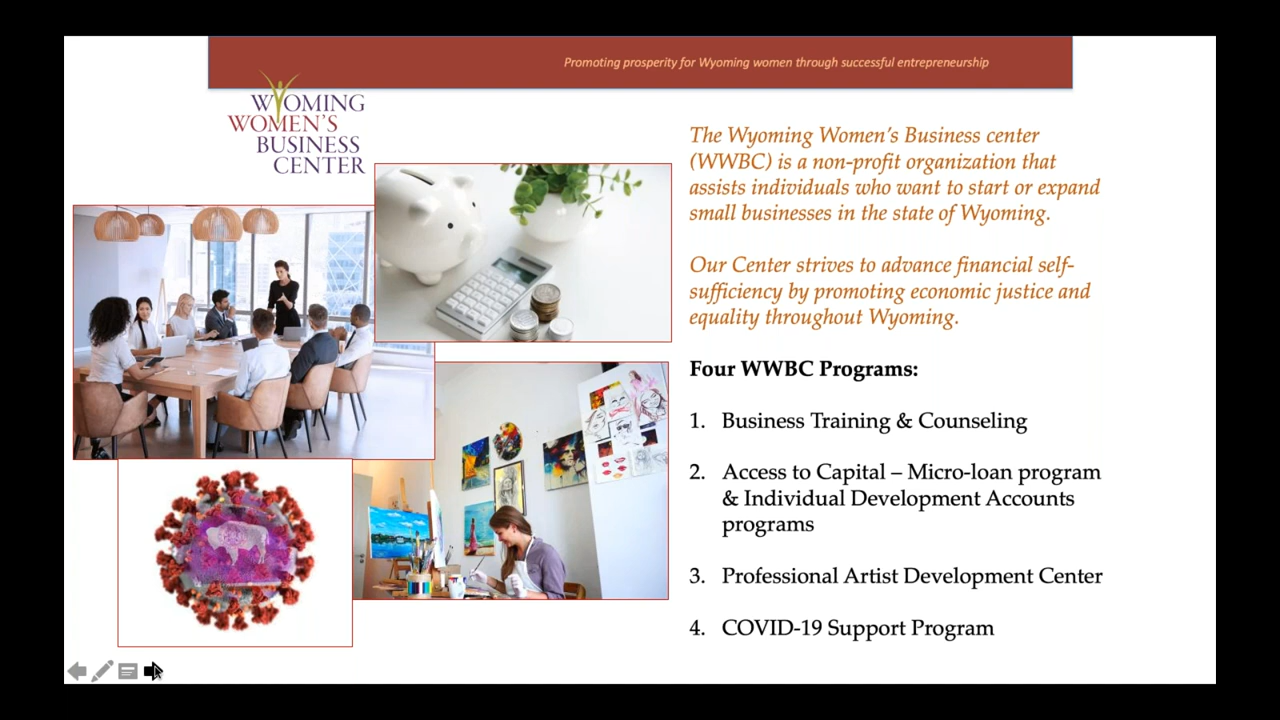 Promoting prosperity for Wyoming women through successful entrepreneurship
WYOMING
WOMEN'S
BUSINESS
CENTER
The Wyoming Women's Business center
(WWBC) is a non-profit organization that
assists individuals who want to start or expand
small businesses in the state of Wyoming.
Our Center strives to advance financial self-
sufficiency by promoting economic justice and
equality throughout Wyoming.
Four WWBC Programs:
1. Business Training & Counseling
2. Access to Capital – Micro-loan program
& Individual Development Accounts
programs
3. Professional Artist Development Center
4. COVID-19 Support Program